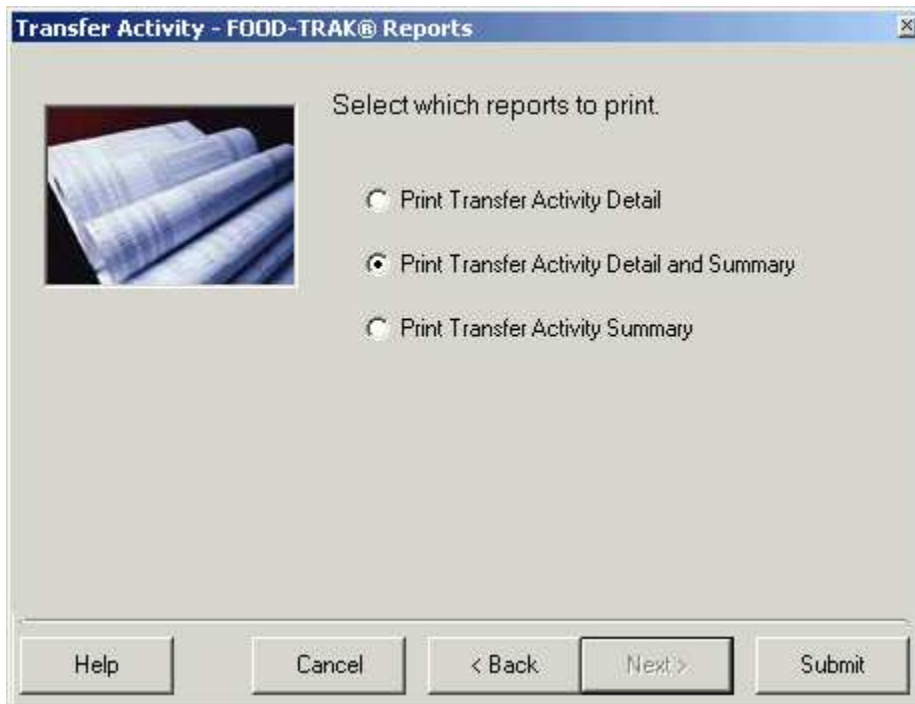 Transfer Activity - FOOD-TRAK® Reports
Select which reports to print.
Print Transfer Activity Detail
Print Transfer Activity Detail and Summary
Print Transfer Activity Summary
Help Cancel < Back Next > Submit